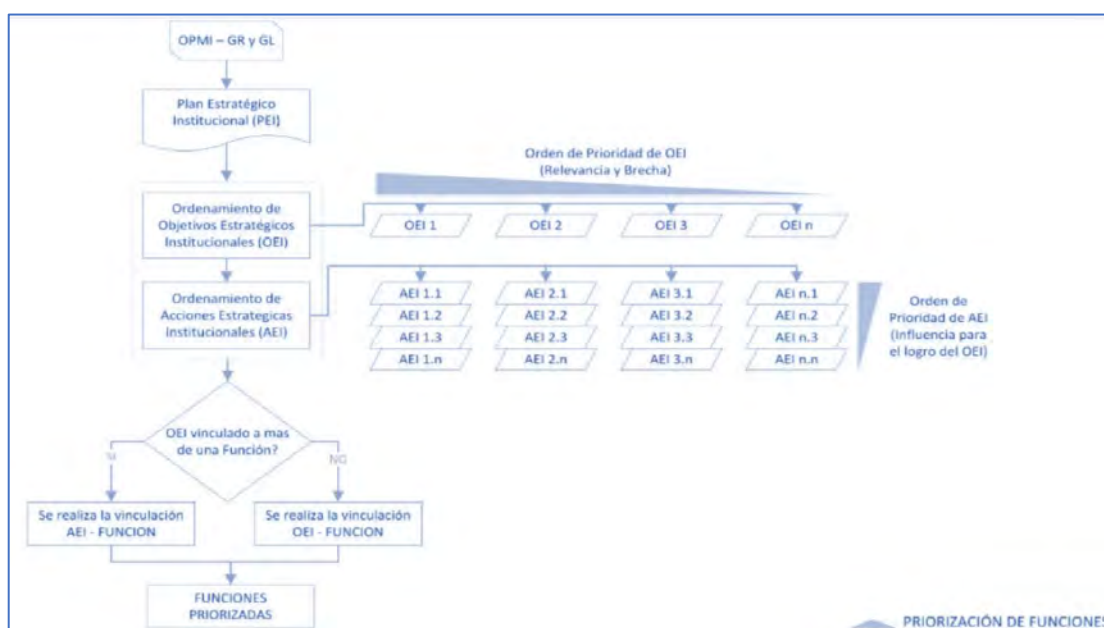 OPMI – GR y GL
Plan Estratégico
Institucional (PEI)
Orden de Prioridad de OEI
(Relevancia y Brecha)
Ordenamiento de
Objetivos Estratégicos
Institucionales (OEI)
OEI 1
OEI 2
OEI 3
OEI n
Ordenamiento de
Acciones Estrategicas
Institucionales (AEI)
AEI 1.1
AEI 2.1
AEI 3.1
AEI n.1
AEI 1.2
AEI 2.2
AEI 3.2
AEI n.2
AEI 1.3
AEI 2.3
AEI 3.3
AEI n.3
AEI 1.n
AEI 2.n
AEI 3.n
AEI n.n
Orden de
Prioridad de AEI
(Influencia para
el logro del OEI)
OEI vinculado a mas
de una Función?
SI
NO
Se realiza la vinculación
AEI - FUNCION
Se realiza la vinculación
OEI - FUNCION
FUNCIONES
PRIORIZADAS
PRIORIZACIÓN DE FUNCIONES